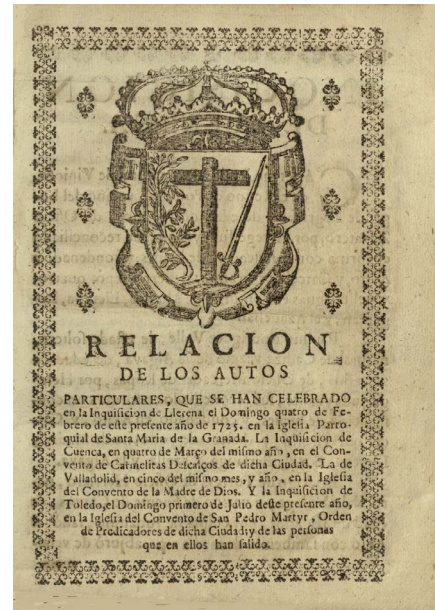 RELACION
DE LOS AUTOS
PARTICULARES, QUE SE HAN CELEBRADO
en la Inquisicion de Llerena el Domingo quatro de Fe-
brero de este presente año de 1725. en la Iglesia Parro-
quial de Santa Maria de la Granada. La Inquisicion de
Cuenca, en quatro de Março del mismo año, en el Con-
vento de Carmelitas Descalços de dicha Ciudad. La de
Valladolid, en cinco del mismo mes, y año, en la Iglesia
del Convento de la Madre de Dios. Y la Inquisicion de
Toledo, el Domingo primero de Julio deste presente año,
en la Iglesia del Convento de San Pedro Martyr, Orden
de Predicadores de dicha Ciudad; y de las personas
que en ellos han salido.